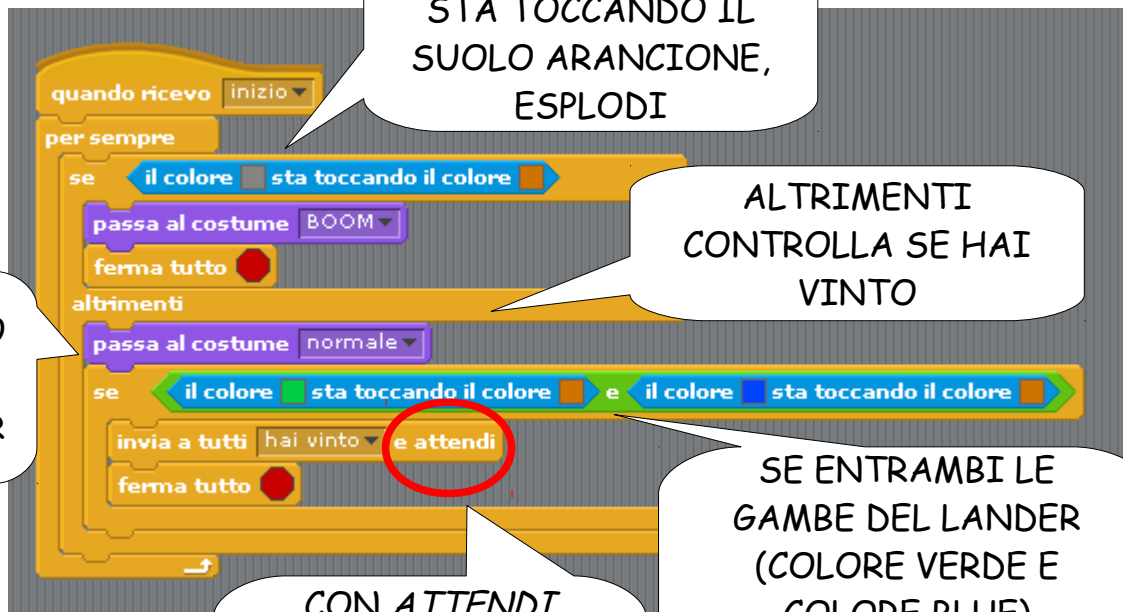 STA TOCCANDO IL
SUOLO ARANCIONE,
ESPLODI
quando ricevo inizio
per sempre
se il colore sta toccando il colore
passa al costume BOOM
ferma tutto
altrimenti
ALTRIMENTI
CONTROLLA SE HAI
VINTO
passa al costume normale
se il colore sta toccando il colore e il colore sta toccando il colore
invia a tutti hai vinto e attendi
ferma tutto
SE ENTRAMBI LE
GAMBE DEL LANDER
(COLORE VERDE E
COLORE BLUE)
CON ATTENDI